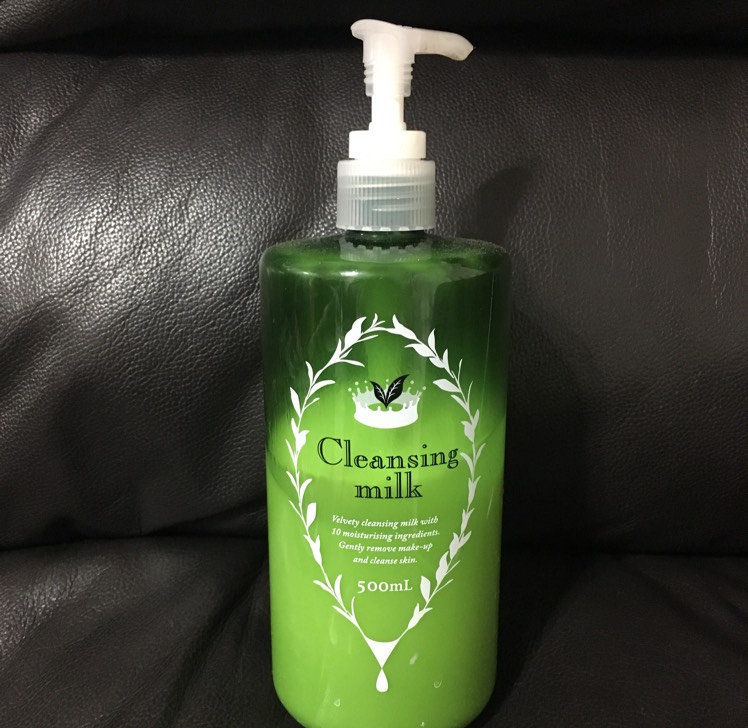 Cleansing
milk
Velvety cleansing milk with
10 moisturising ingredients.
Gently remove make-up
and cleanse skin.
500mL